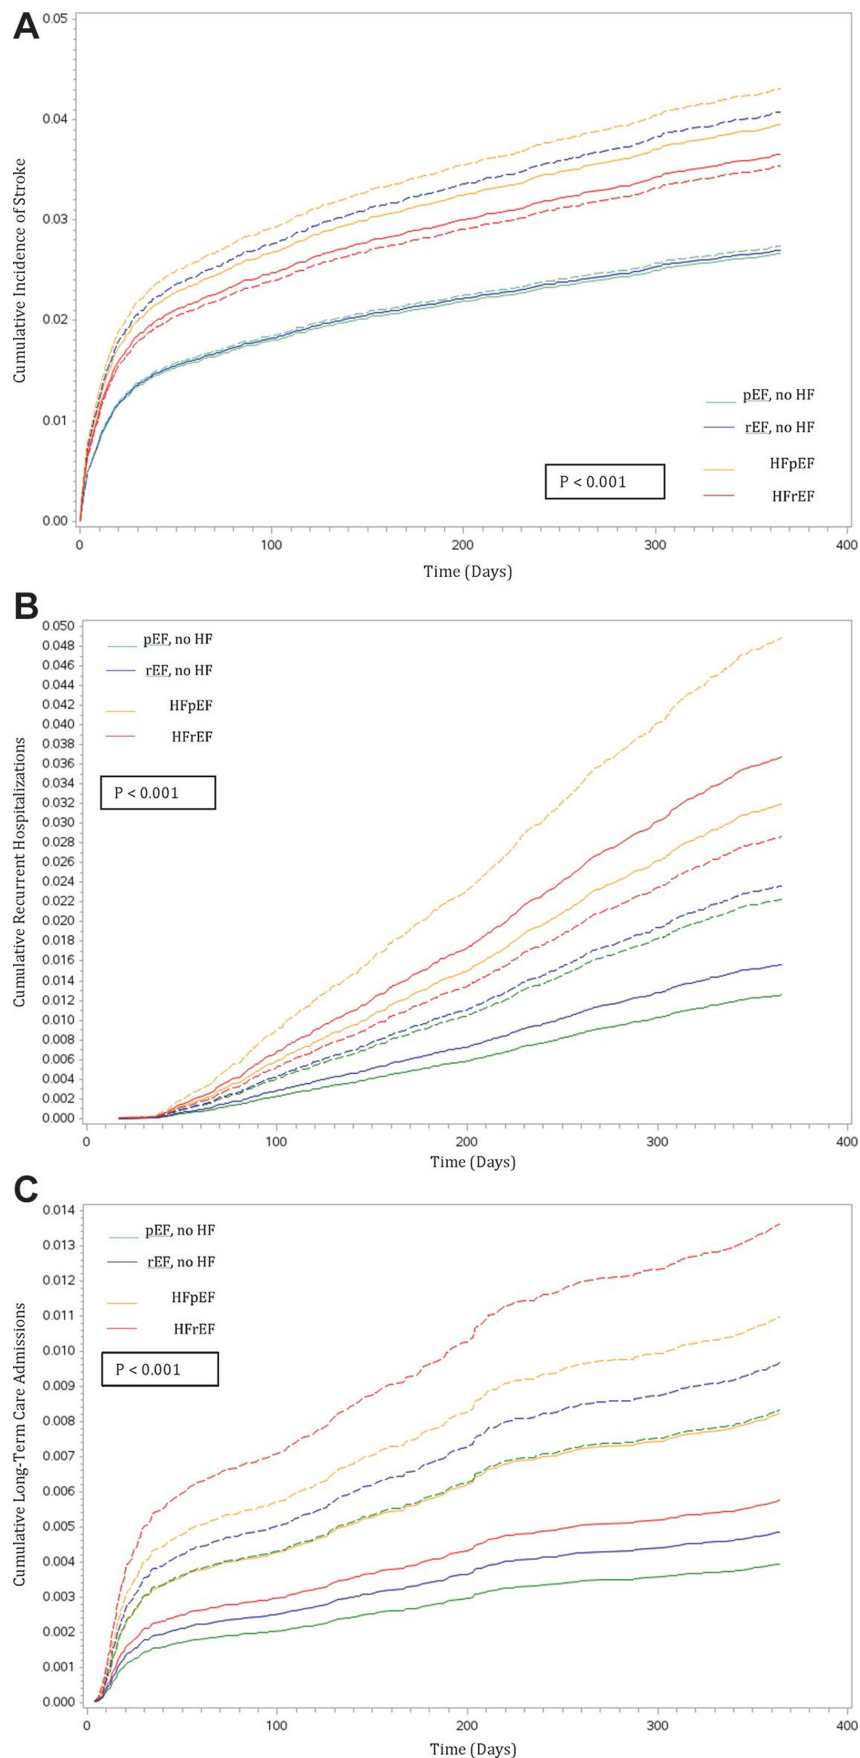 A
0.05
0.04
0.03
0.02
0.01
0.00
Cumulative Incidence of Stroke
pEF, no HF
rEF, no HF
HFpEF
HFrEF
P < 0.001
0
100
200
300
400
Time (Days)
B
0.050
0.048
0.046
0.044
0.042
0.040
0.038
0.036
0.034
0.032
0.030
0.028
0.026
0.024
0.022
0.020
0.018
0.016
0.014
0.012
0.010
0.008
0.006
0.004
0.002
0.000
Cumulative Recurrent Hospitalizations
pEF, no HF
rEF, no HF
HFpEF
HFrEF
P < 0.001
0
100
200
300
400
Time (Days)
C
0.014
0.013
0.012
0.011
0.010
0.009
0.008
0.007
0.006
0.005
0.004
0.003
0.002
0.001
0.000
Cumulative Long-Term Care Admissions
pEF, no HF
rEF, no HF
HFpEF
HFrEF
P < 0.001
0
100
200
300
400
Time (Days)